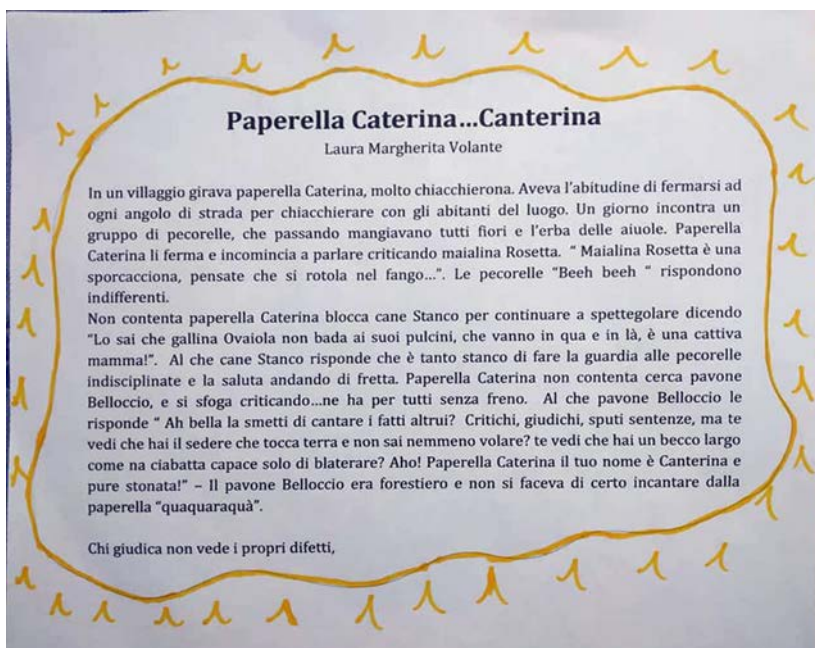 Paperella Caterina...Canterina
Laura Margherita Volante
In un villaggio girava paperella Caterina, molto chiacchierona. Aveva l'abitudine di fermarsi ad
ogni angolo di strada per chiacchierare con gli abitanti del luogo. Un giorno incontra un
gruppo di pecorelle, che passando mangiavano tutti fiori e l'erba delle aiuole. Paperella
Caterina li ferma e incomincia a parlare criticando maialina Rosetta. " Maialina Rosetta è una
sporcacciona, pensate che si rotola nel fango...". Le pecorelle "Beeh beeh " rispondono
indifferenti.
Non contenta paperella Caterina blocca cane Stanco per continuare a spettegolare dicendo
"Lo sai che gallina Ovaiola non bada ai suoi pulcini, che vanno in qua e in là, è una cattiva
mamma!". Al che cane Stanco risponde che è tanto stanco di fare la guardia alle pecorelle
indisciplinate e la saluta andando di fretta. Paperella Caterina non contenta cerca pavone
Belloccio, e si sfoga criticando...ne ha per tutti senza freno. Al che pavone Belloccio le
risponde " Ah bella la smetti di cantare i fatti altrui? Critichi, giudichi, sputi sentenze, ma te
vedi che hai il sedere che tocca terra e non sai nemmeno volare? te vedi che hai un becco largo
come na ciabatta capace solo di blaterare? Aho! Paperella Caterina il tuo nome è Canterina e
pure stonata!" – Il pavone Belloccio era forestiero e non si faceva di certo incantare dalla
paperella "quaquaraquà".
Chi giudica non vede i propri difetti,